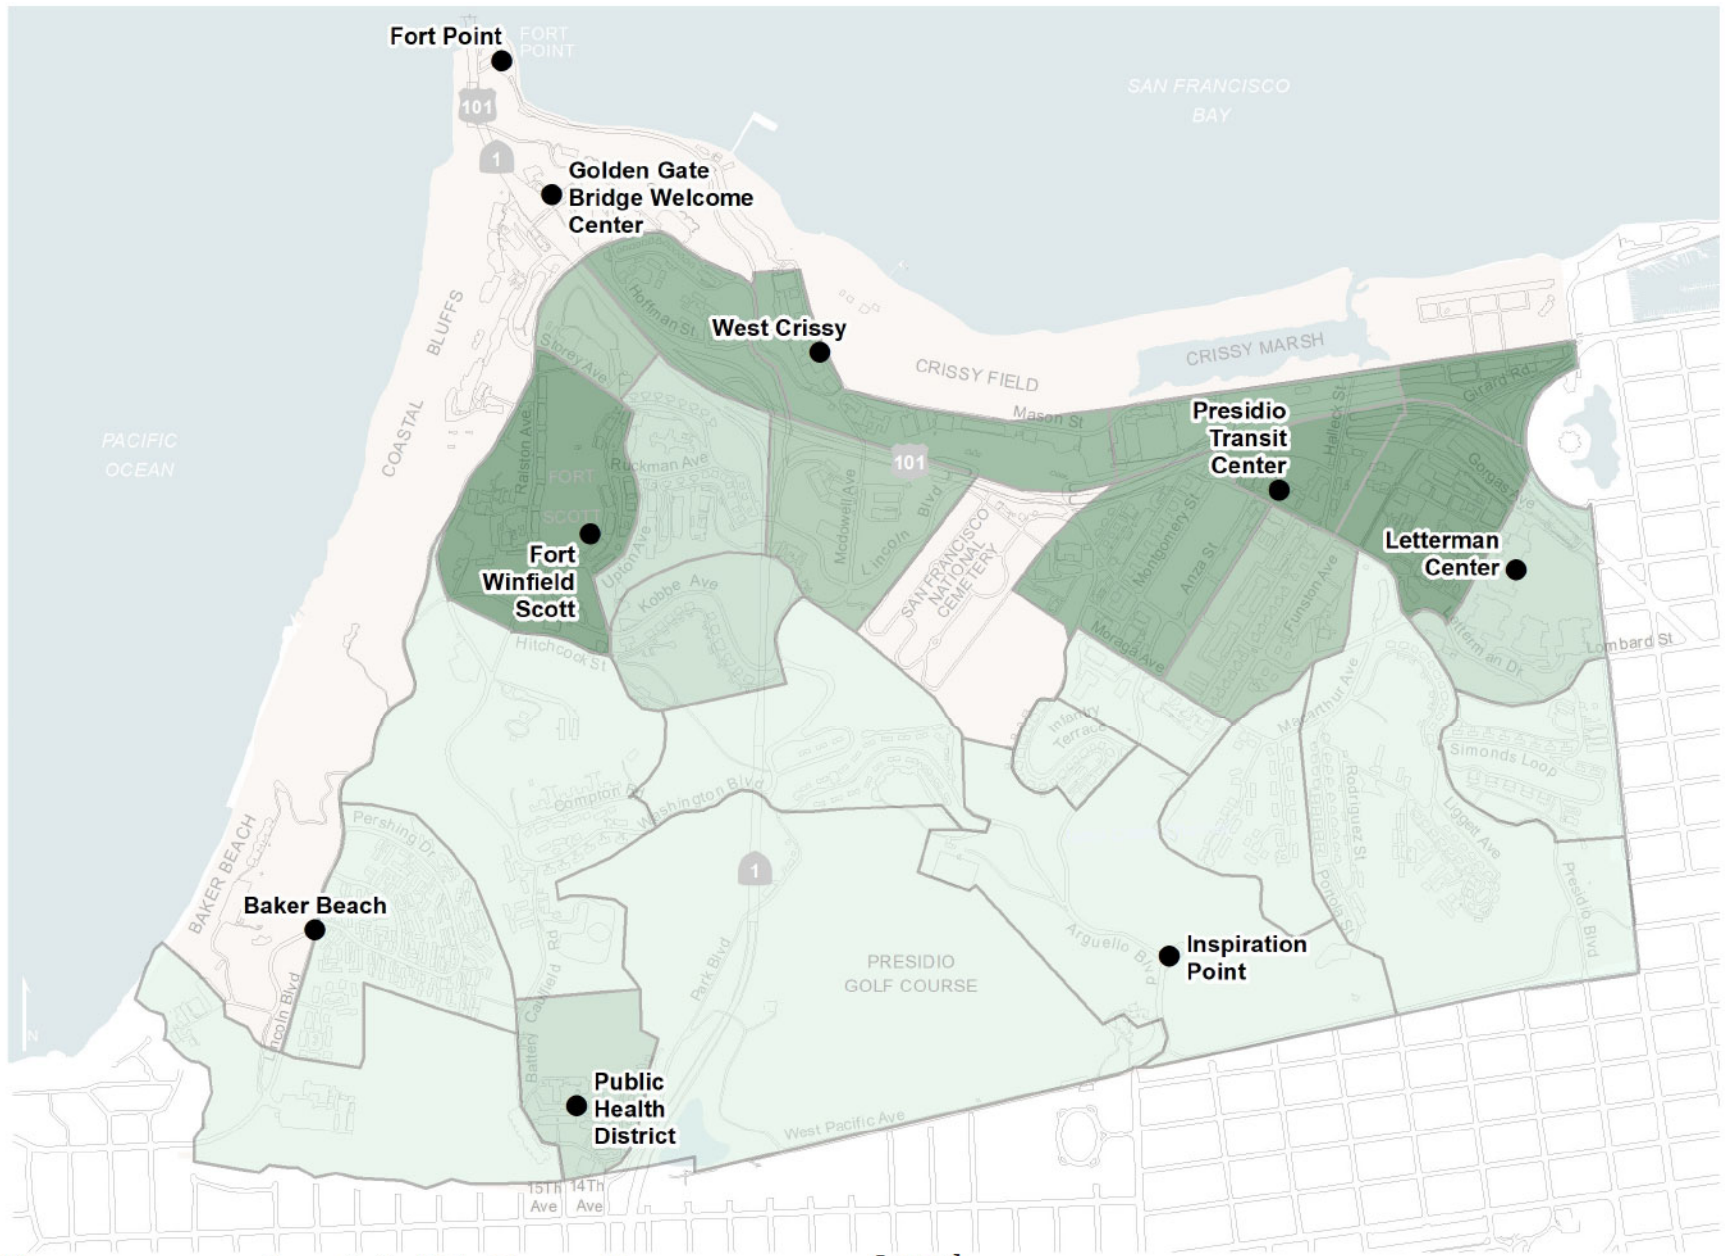 Fort Point
FORT
POINT
SAN FRANCISCO
BAY
101
1
Golden Gate
Bridge Welcome
Center
Hoffman St
West Crissy
COASTAL BLUFFS
Storey Ave
CRISSY FIELD
CRISSY MARSH
Mason St
Girard Rd
Halleck St
Presidio
Transit
Center
PACIFIC
OCEAN
Ralston Ave
FORT
SCOTT
Ruckman Ave
101
Mcdowell Ave
Lincoln Blvd
Gorgas Ave
Fort
Winfield
Scott
Upton Ave
Kobbe Ave
SAN FRANCISCO
NATIONAL
CEMETERY
Montgomery St
Anza St
Funston Ave
Moraga Ave
Letterman
Center
Letterman Dr
Lombard St
Hitchcock St
Infantry
Terrace
Macarthur Ave
Simonds Loop
Rodriguez St
Liggett Ave
Portola St
Presidio Blvd
Compton Rd
Washington Blvd
Pershing Dr
1
BAKER BEACH
Baker Beach
Lincoln Blvd
Battery Caulfield Rd
Park Blvd
PRESIDIO
GOLF COURSE
Arguello Blvd
Inspiration
Point
N
Public
Health
District
West Pacific Ave
15Th
Ave
14Th
Ave